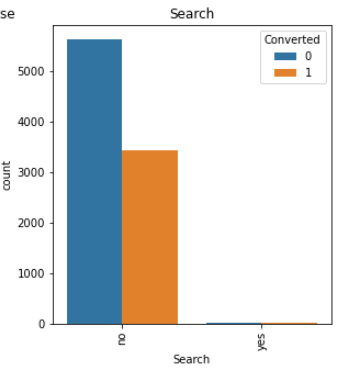 se
Search
Converted
0
1
5000
4000
3000
2000
1000
0
count
no
yes
Search